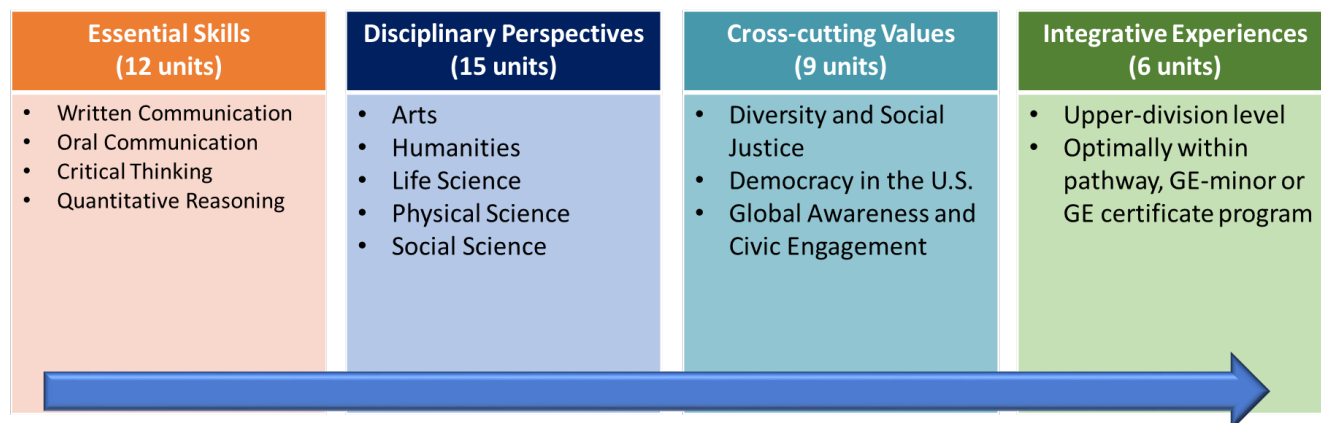 Essential Skills
(12 units)
• Written Communication
• Oral Communication
• Critical Thinking
• Quantitative Reasoning
Disciplinary Perspectives
(15 units)
• Arts
• Humanities
• Life Science
• Physical Science
• Social Science
Cross-cutting Values
(9 units)
• Diversity and Social
Justice
• Democracy in the U.S.
• Global Awareness and
Civic Engagement
Integrative Experiences
(6 units)
• Upper-division level
• Optimally within
pathway, GE-minor or
GE certificate program